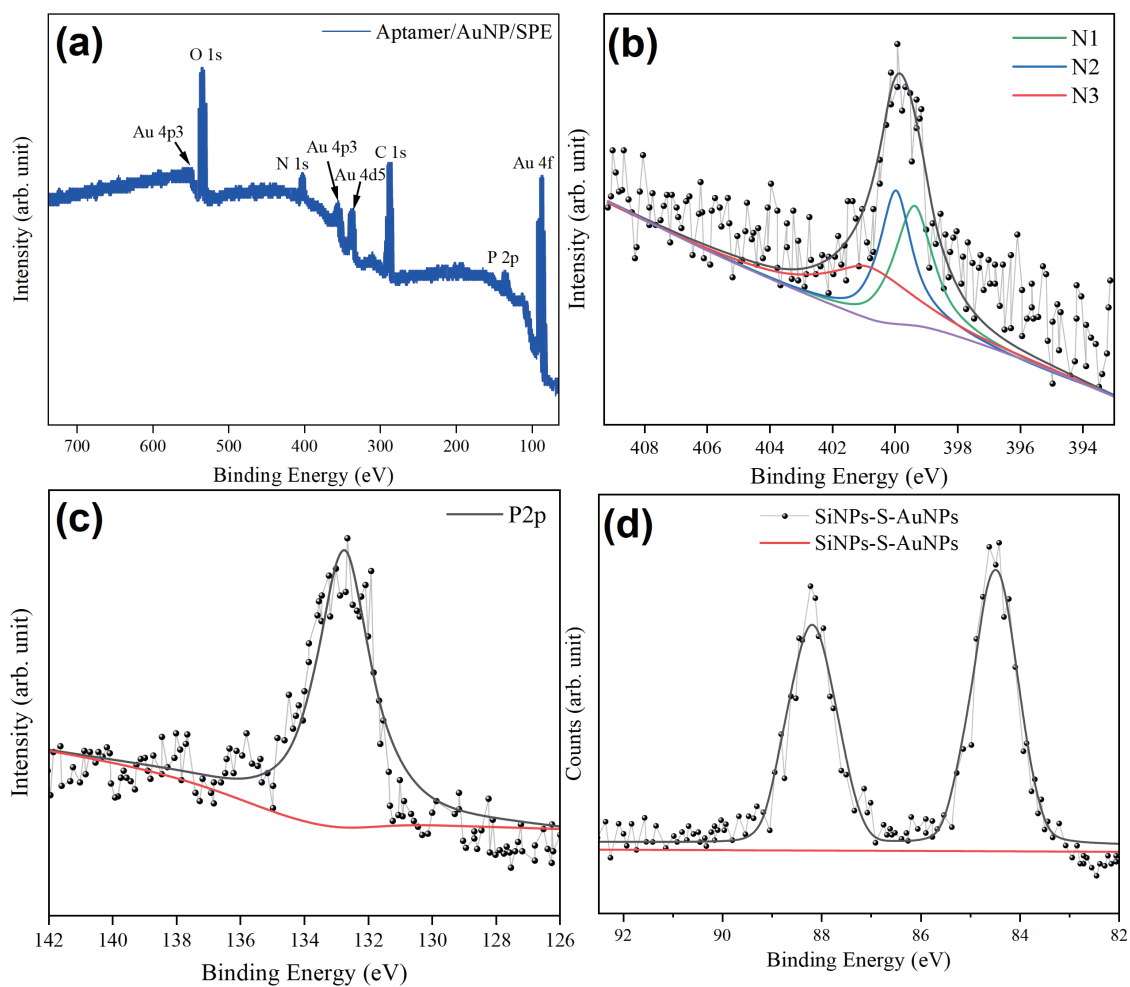 (a)
Aptamer/AuNP/SPE
O 1s
Au 4p3
N 1s
Au 4p3
Au 4d5
C 1s
P 2p
Au 4f
Intensity (arb. unit)
700 600 500 400 300 200 100
Binding Energy (eV)
(b)
N1
N2
N3
Intensity (arb. unit)
408 406 404 402 400 398 396 394
Binding Energy (eV)
(c)
P2p
Intensity (arb. unit)
142 140 138 136 134 132 130 128 126
Binding Energy (eV)
(d)
SiNPs-S-AuNPs
SiNPs-S-AuNPs
Counts (arb. unit)
92 90 88 86 84 82
Binding Energy (eV)